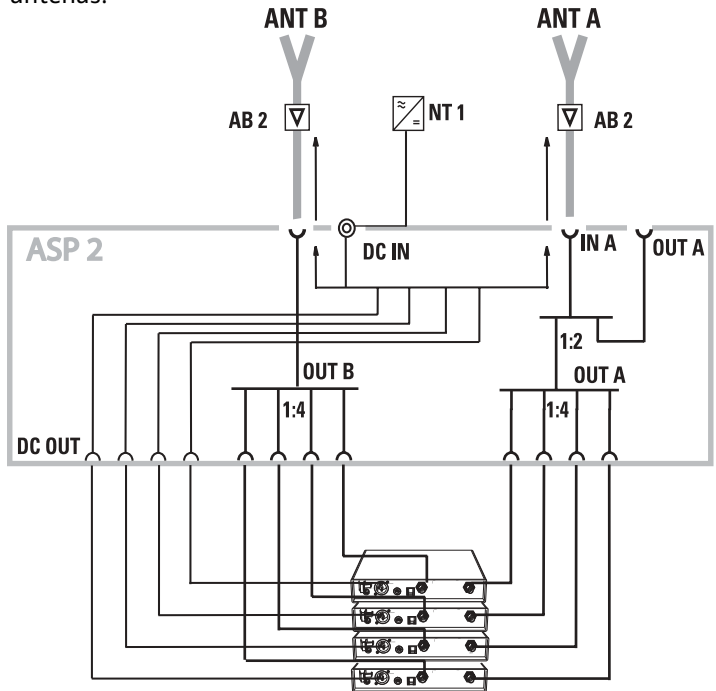 antenas.
ANT B
ANT A
AB 2
NT 1
AB 2
ASP 2
DC IN
IN A
OUT A
1:2
OUT B
OUT A
1:4
1:4
DC OUT